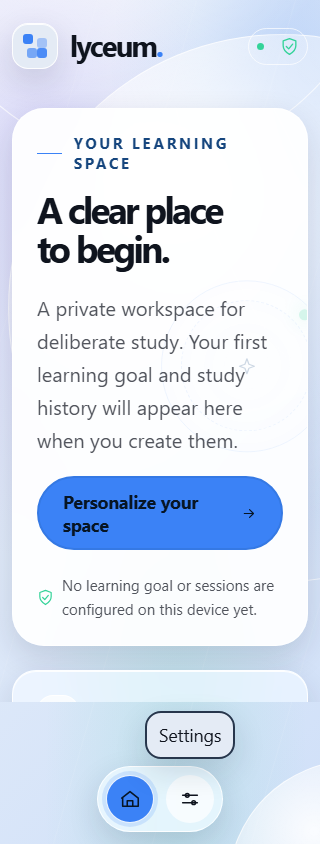 lyceum.
YOUR LEARNING
SPACE
A clear place
to begin.
A private workspace for
deliberate study. Your first
learning goal and study
history will appear here
when you create them.
Personalize your
space
No learning goal or sessions are
configured on this device yet.
Settings